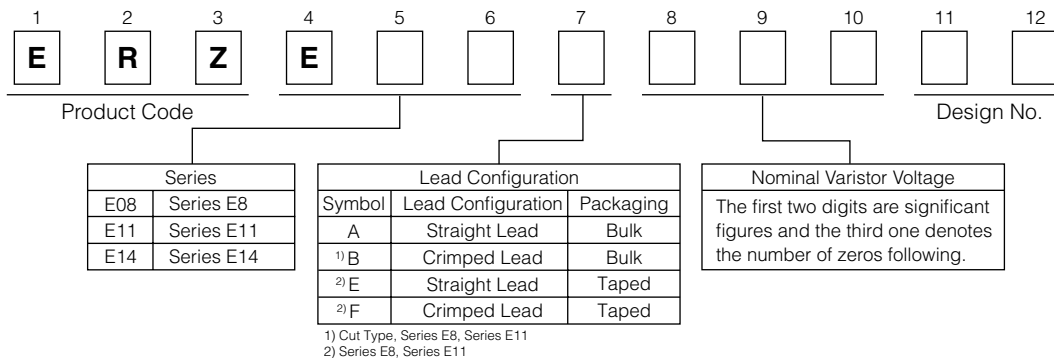 1 2 3 4 5 6 7 8 9 10 11 12
E R Z E
Product Code
Design No.
Series
E08 Series E8
E11 Series E11
E14 Series E14
Lead Configuration
Symbol Lead Configuration Packaging
A Straight Lead Bulk
1) B Crimped Lead Bulk
2) E Straight Lead Taped
2) F Crimped Lead Taped
1) Cut Type, Series E8, Series E11
2) Series E8, Series E11
Nominal Varistor Voltage
The first two digits are significant
figures and the third one denotes
the number of zeros following.